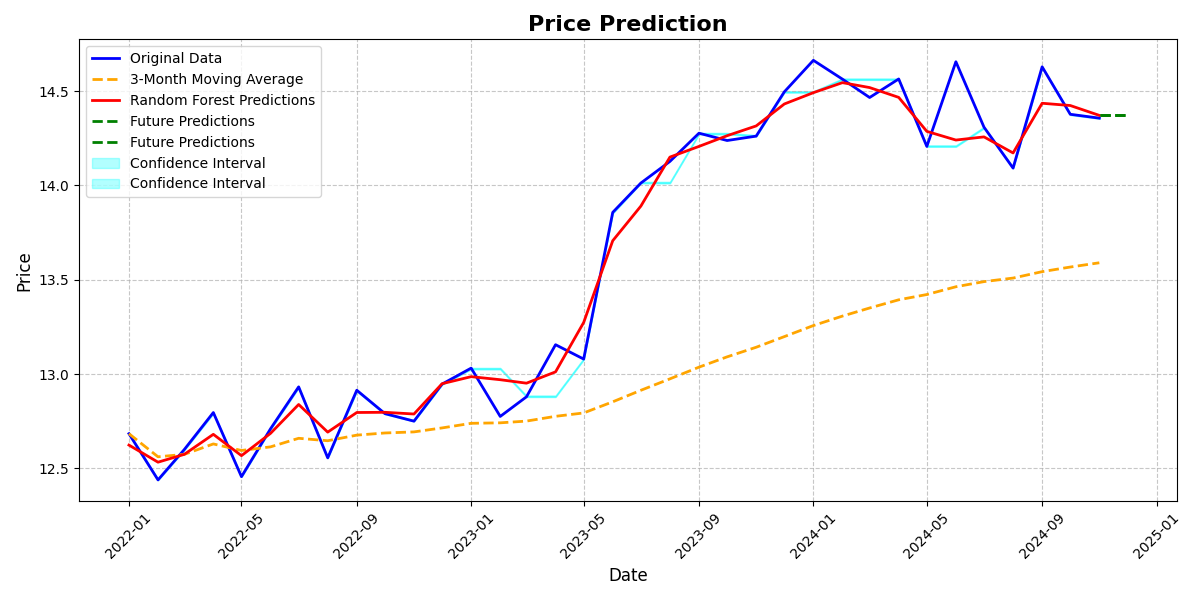 Price Prediction
Original Data
3-Month Moving Average
Random Forest Predictions
Future Predictions
Future Predictions
Confidence Interval
Confidence Interval
Price
14.5
14.0
13.5
13.0
12.5
2022-01
2022-05
2022-09
2023-01
2023-05
2023-09
2024-01
2024-05
2024-09
2025-01
Date